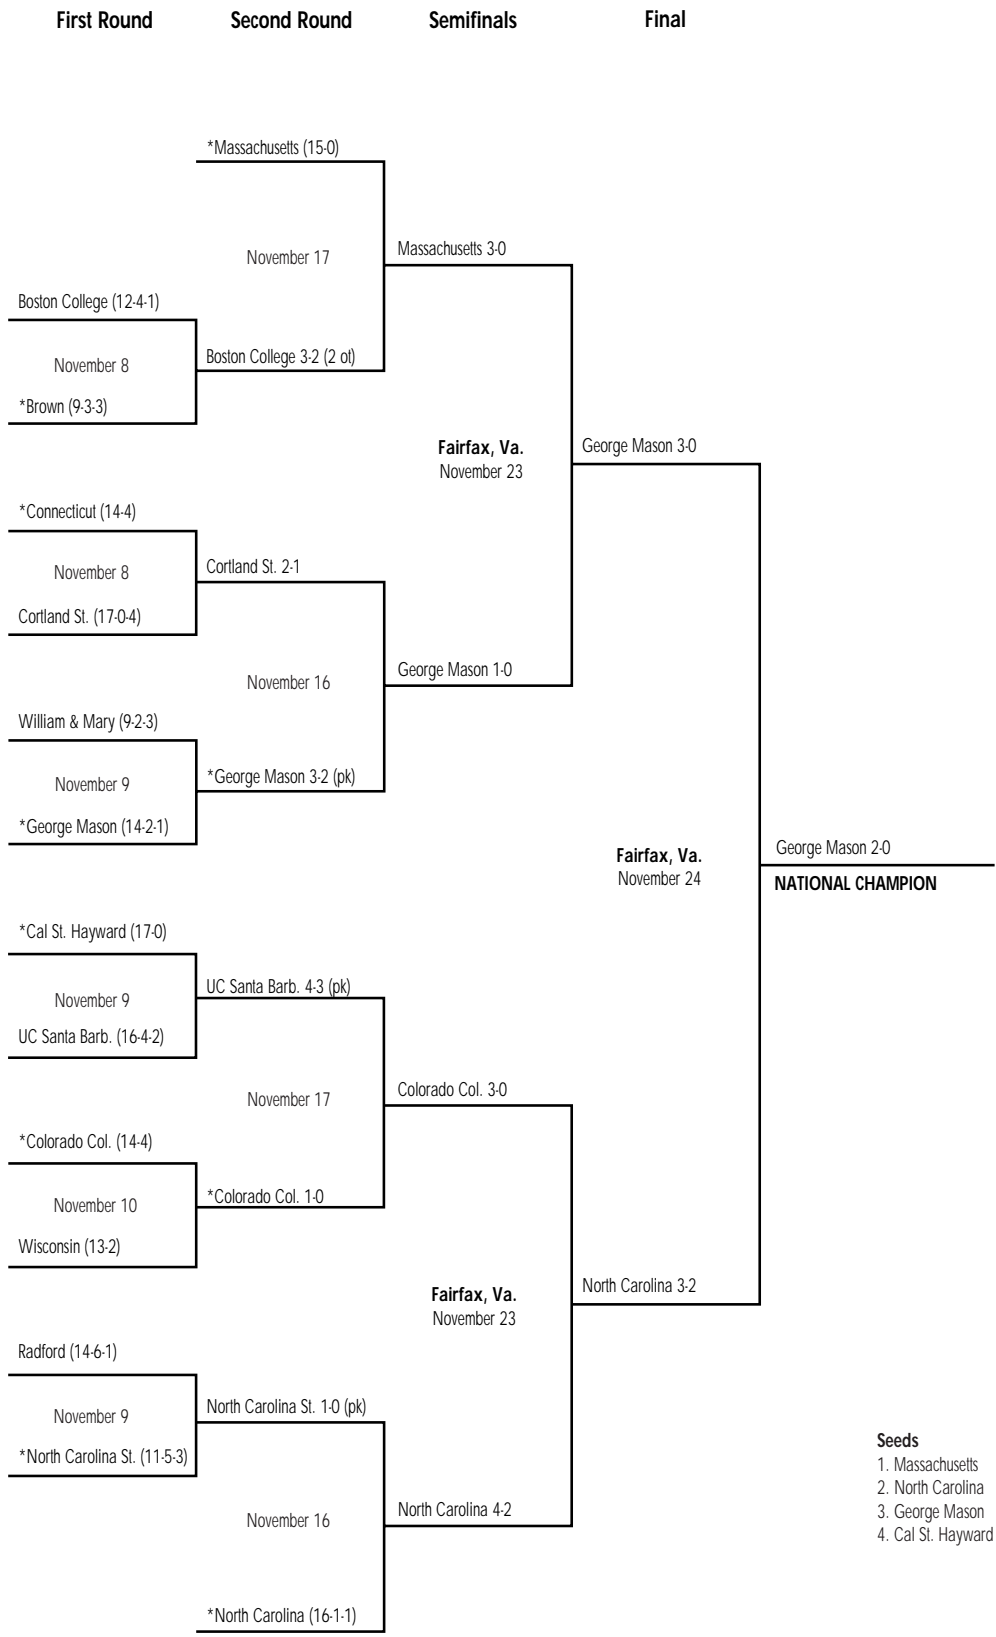 First Round Second Round Semifinals Final
*Massachusetts (15-0)
November 17
Massachusetts 3-0
Boston College (12-4-1)
November 8
Boston College 3-2 (2 ot)
*Brown (9-3-3)
Fairfax, Va.
November 23
George Mason 3-0
*Connecticut (14-4)
November 8
Cortland St. 2-1
Cortland St. (17-0-4)
November 16
George Mason 1-0
William & Mary (9-2-3)
November 9
*George Mason 3-2 (pk)
*George Mason (14-2-1)
Fairfax, Va.
November 24
George Mason 2-0
NATIONAL CHAMPION
*Cal St. Hayward (17-0)
November 9
UC Santa Barb. 4-3 (pk)
UC Santa Barb. (16-4-2)
November 17
Colorado Col. 3-0
*Colorado Col. (14-4)
November 10
*Colorado Col. 1-0
Wisconsin (13-2)
Fairfax, Va.
November 23
North Carolina 3-2
Radford (14-6-1)
November 9
North Carolina St. 1-0 (pk)
*North Carolina St. (11-5-3)
November 16
North Carolina 4-2
*North Carolina (16-1-1)
Seeds
1. Massachusetts
2. North Carolina
3. George Mason
4. Cal St. Hayward